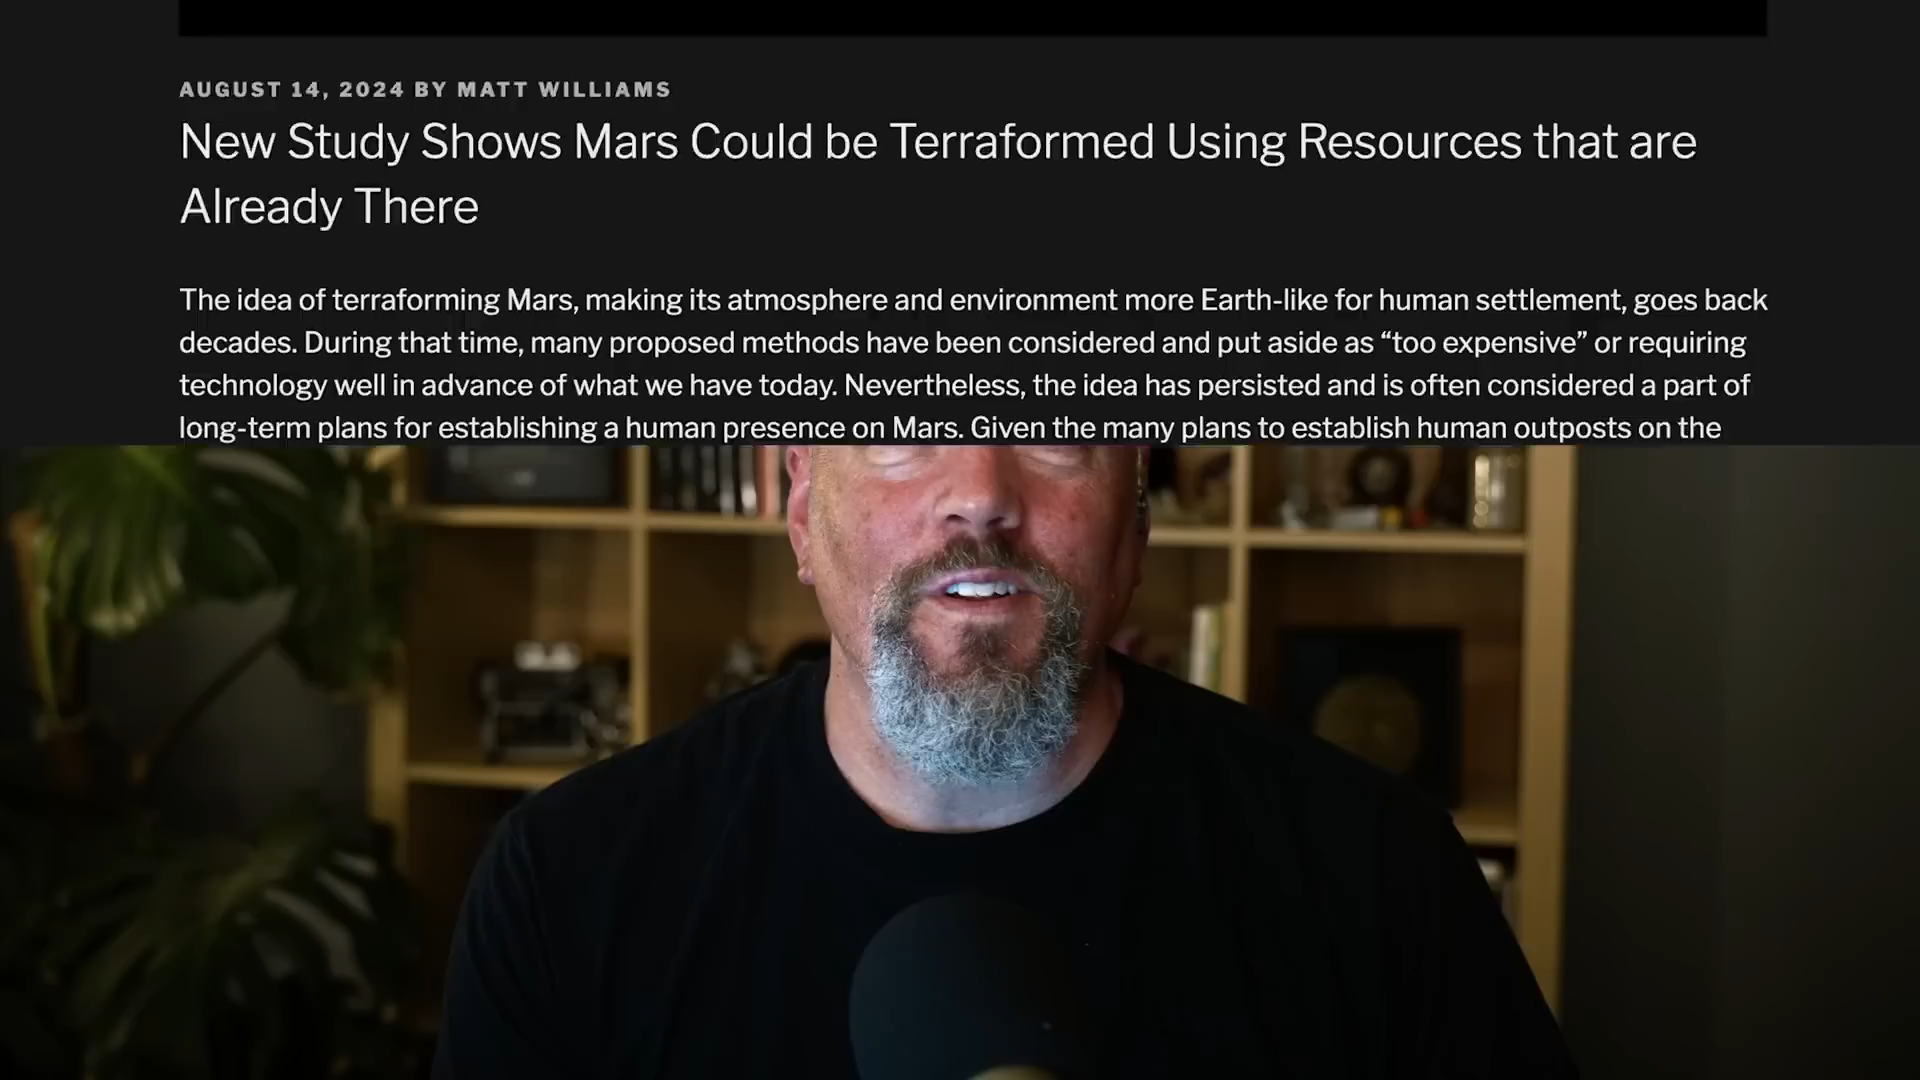 AUGUST 14, 2024 BY MATT WILLIAMS
New Study Shows Mars Could be Terraformed Using Resources that are
Already There
The idea of terraforming Mars, making its atmosphere and environment more Earth-like for human settlement, goes back
decades. During that time, many proposed methods have been considered and put aside as “too expensive” or requiring
technology well in advance of what we have today. Nevertheless, the idea has persisted and is often considered a part of
long-term plans for establishing a human presence on Mars. Given the many plans to establish human outposts on the